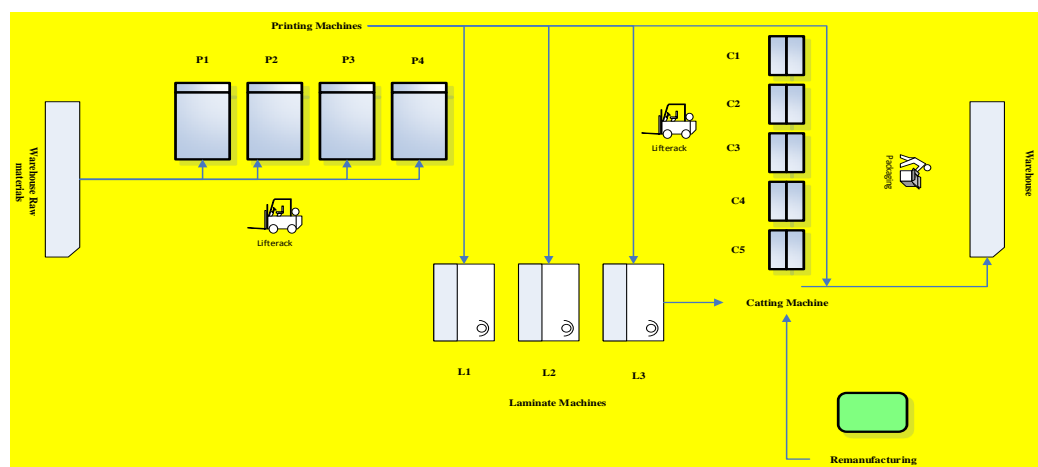 Printing Machines
P1
P2
P3
P4
Warehouse Raw
materials
Lifterack
Lifterack
C1
C2
C3
C4
C5
Packaging
Warehouse
Catting Machine
L1
L2
L3
Laminate Machines
Remanufacturing